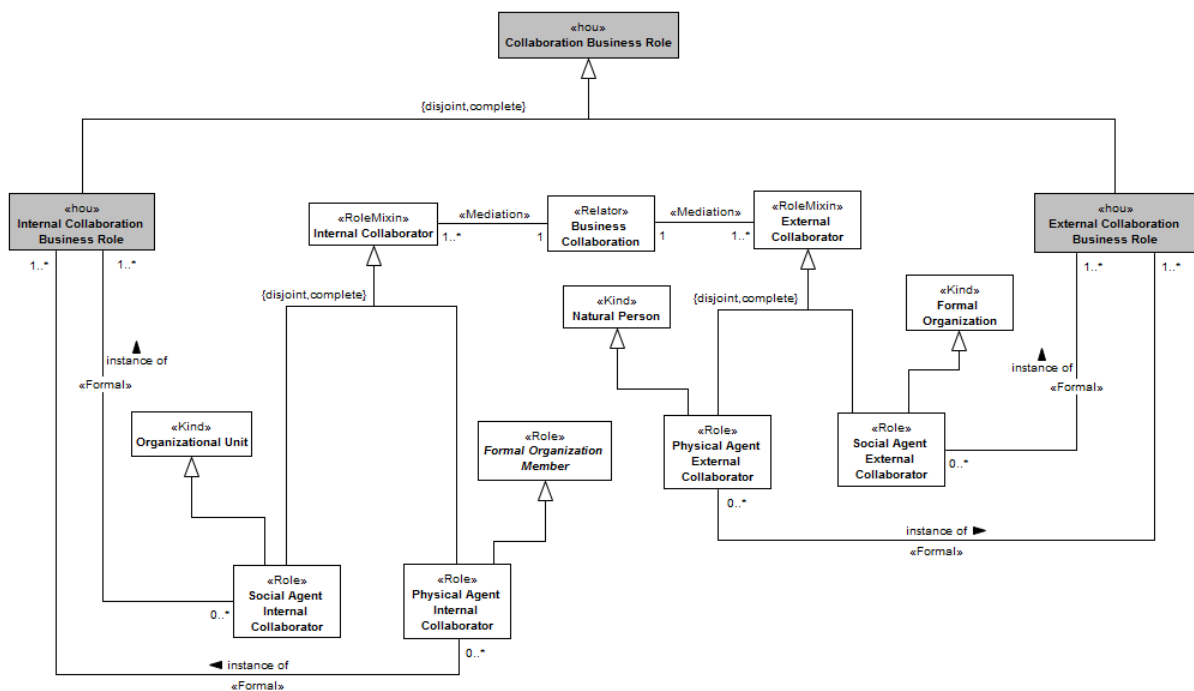 «hou»
Collaboration Business Role
{disjoint,complete}
«hou»
Internal Collaboration
Business Role
«RoleMixin»
Internal Collaborator
«Mediation»
1..*
1
«Relator»
Business
Collaboration
«Mediation»
1
1..*
«RoleMixin»
External
Collaborator
«hou»
External Collaboration
Business Role
1..*
1..*
1..*
1..*
{disjoint,complete}
{disjoint,complete}
«Kind»
Natural Person
«Kind»
Formal
Organization
instance of
«Formal»
instance of
«Formal»
«Kind»
Organizational Unit
«Role»
Formal Organization
Member
«Role»
Physical Agent
External
Collaborator
«Role»
Social Agent
External
Collaborator
0..*
0..*
instance of
«Formal»
«Role»
Social Agent
Internal
Collaborator
«Role»
Physical Agent
Internal
Collaborator
0..*
0..*
instance of
«Formal»